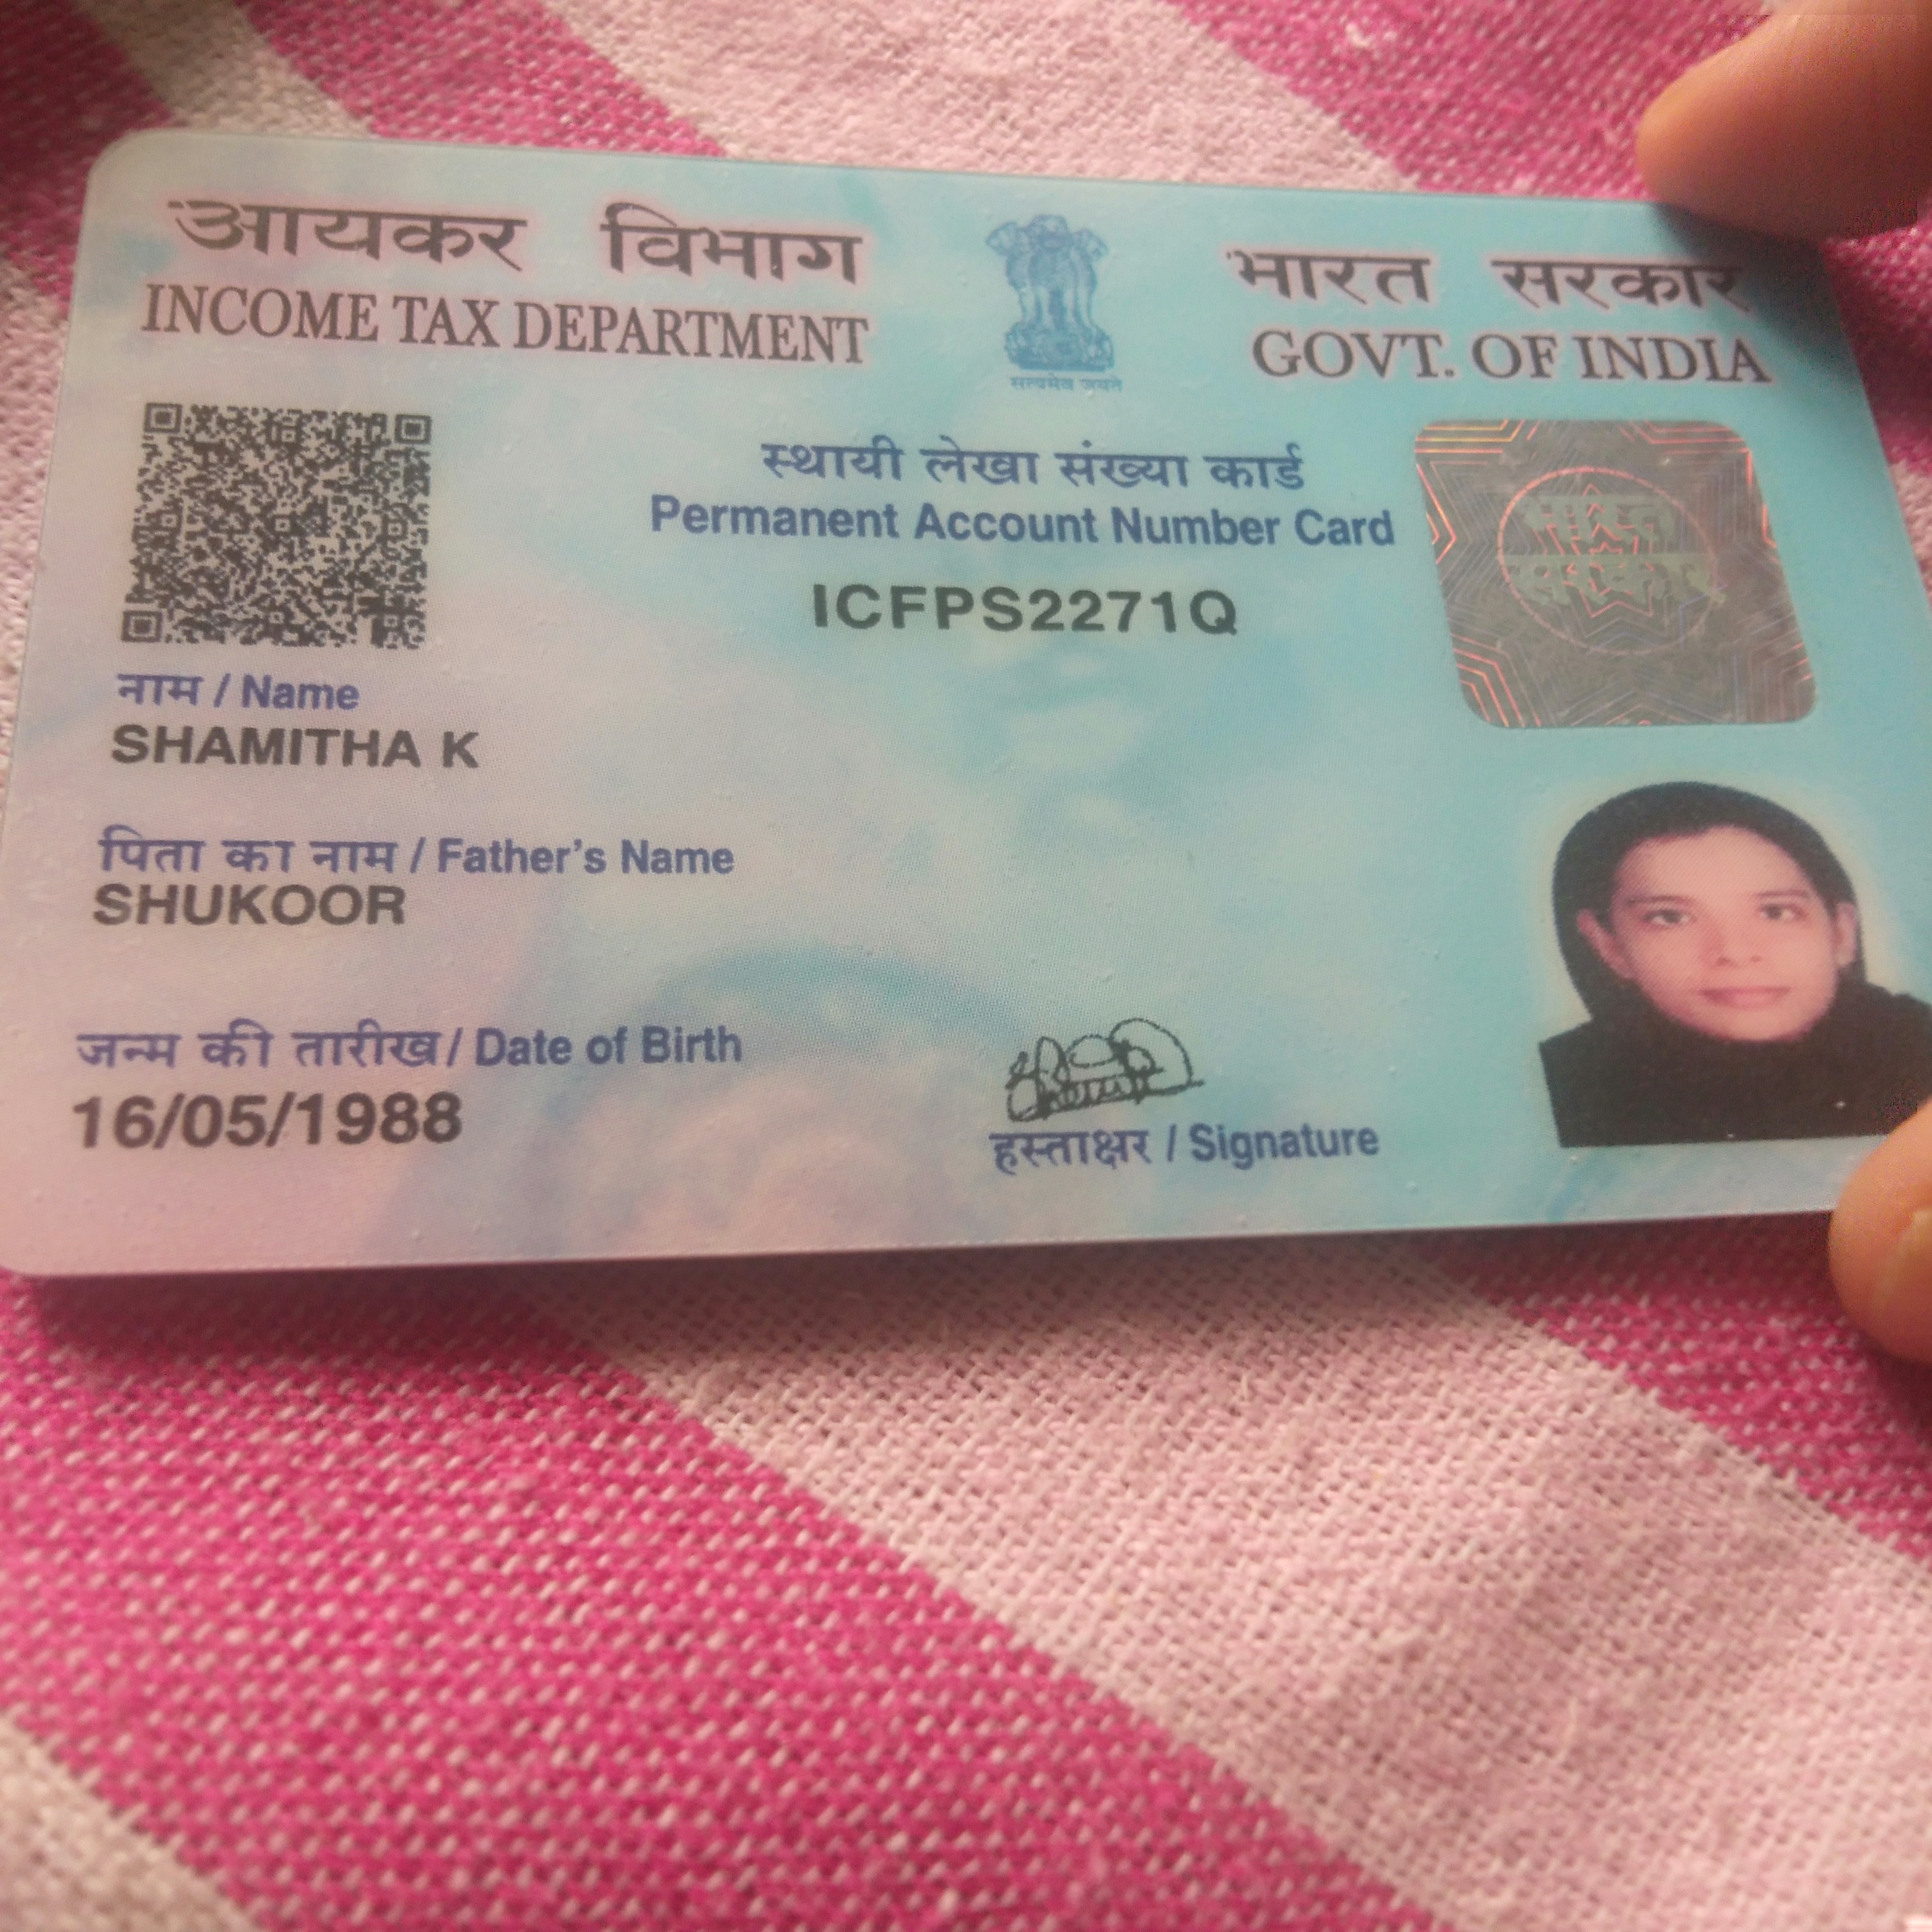 आयकर विभाग
INCOME TAX DEPARTMENT
सत्यमेव जयते
भारत सरकार
GOVT. OF INDIA
स्थायी लेखा संख्या कार्ड
Permanent Account Number Card
ICFPS2271Q
भारत
सरकार
नाम / Name
SHAMITHA K
पिता का नाम / Father's Name
SHUKOOR
जन्म की तारीख / Date of Birth
16/05/1988
हस्ताक्षर / Signature